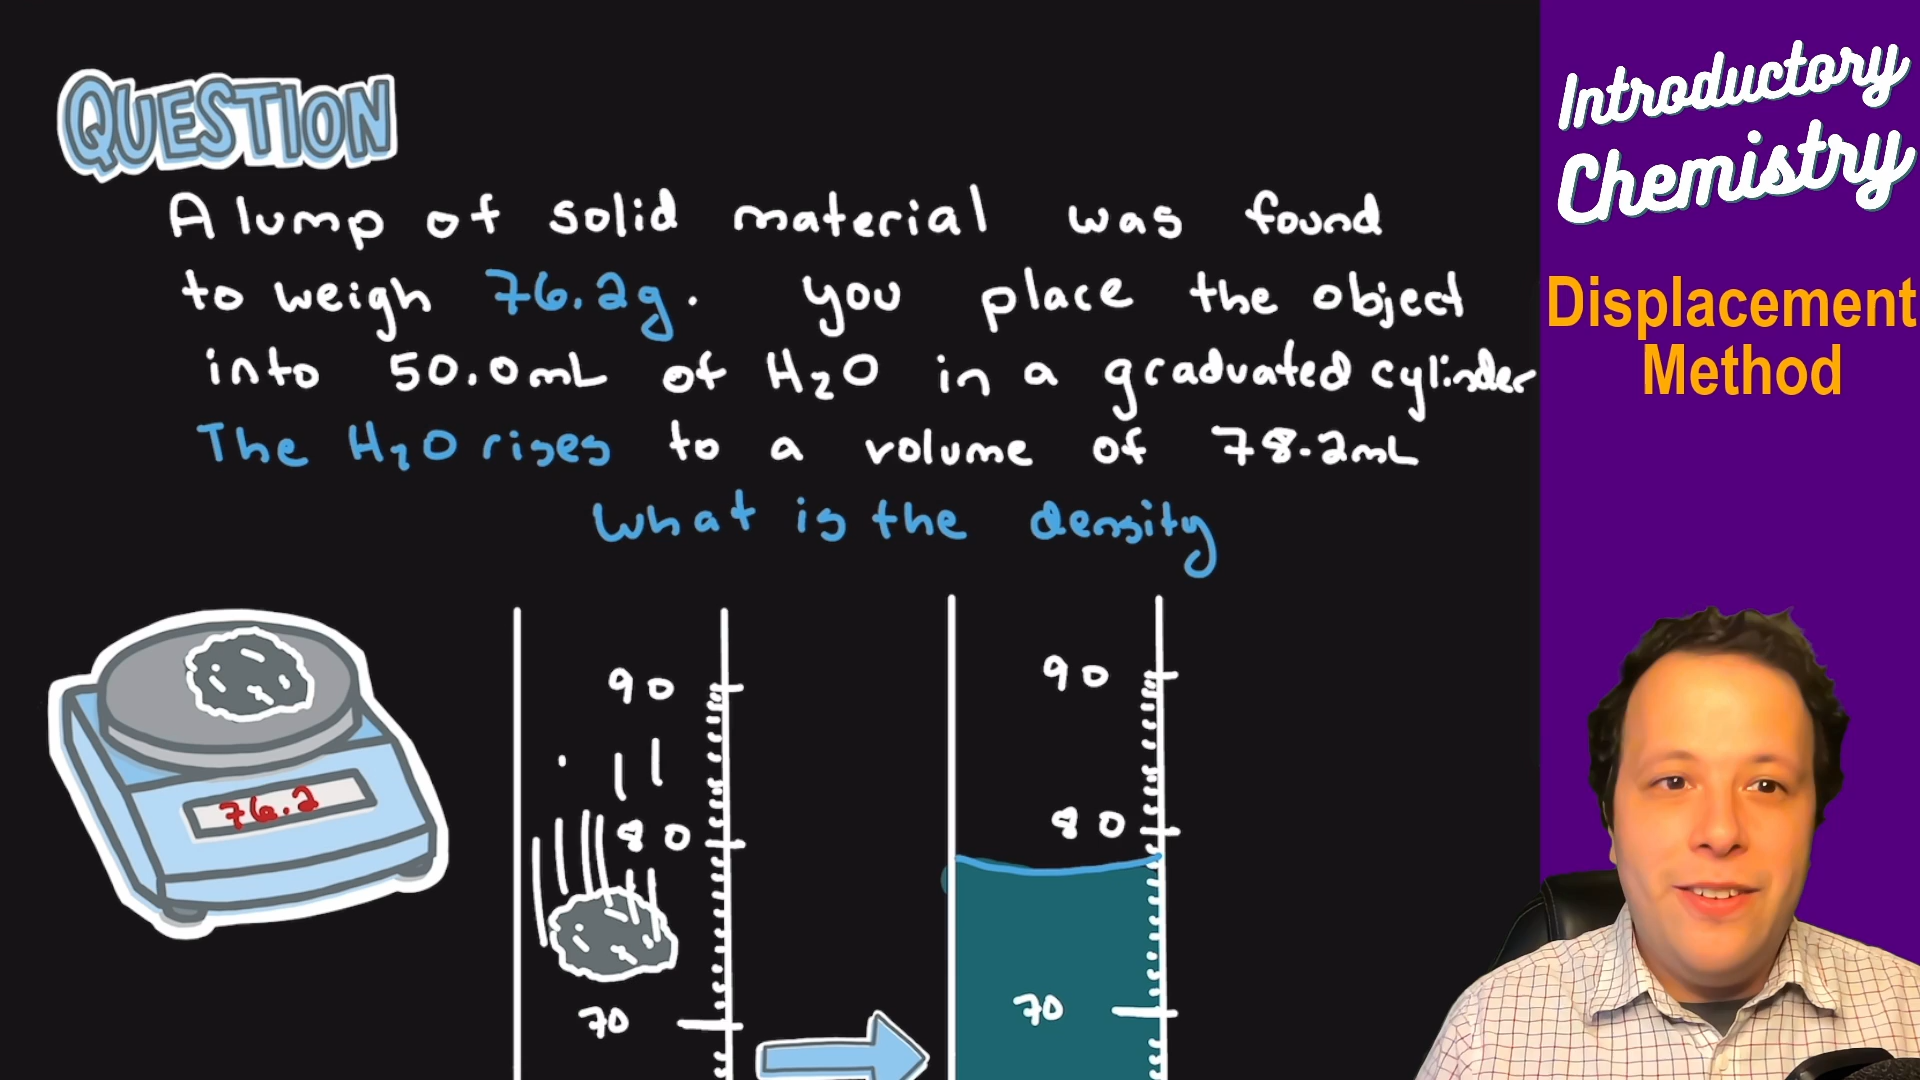 QUESTION
A lump of solid material was found
to weigh 76.2g. you place the object
into 50.0mL of H2O in a graduated cylinder
The H2O rises to a volume of 78.2mL
What is the density
76.2
90
80
70
90
80
70
Introductory
Chemistry
Displacement
Method